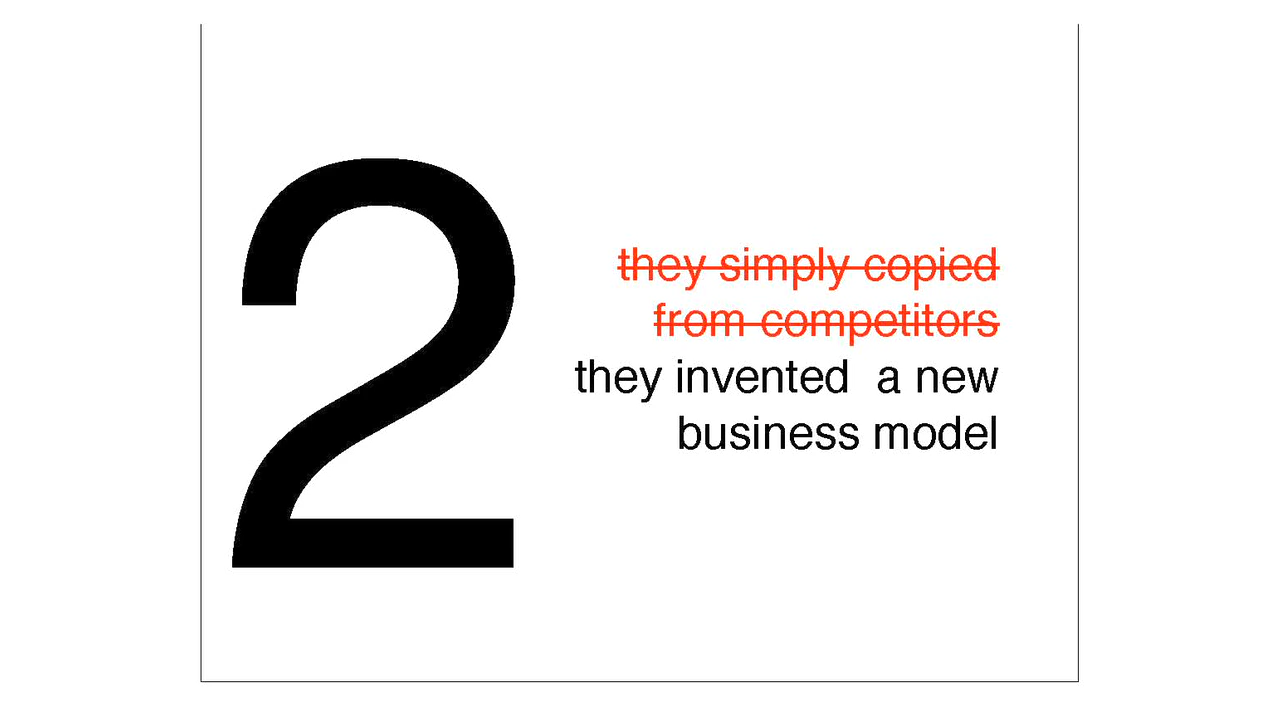 2
they simply copied
from competitors
they invented  a new
business model